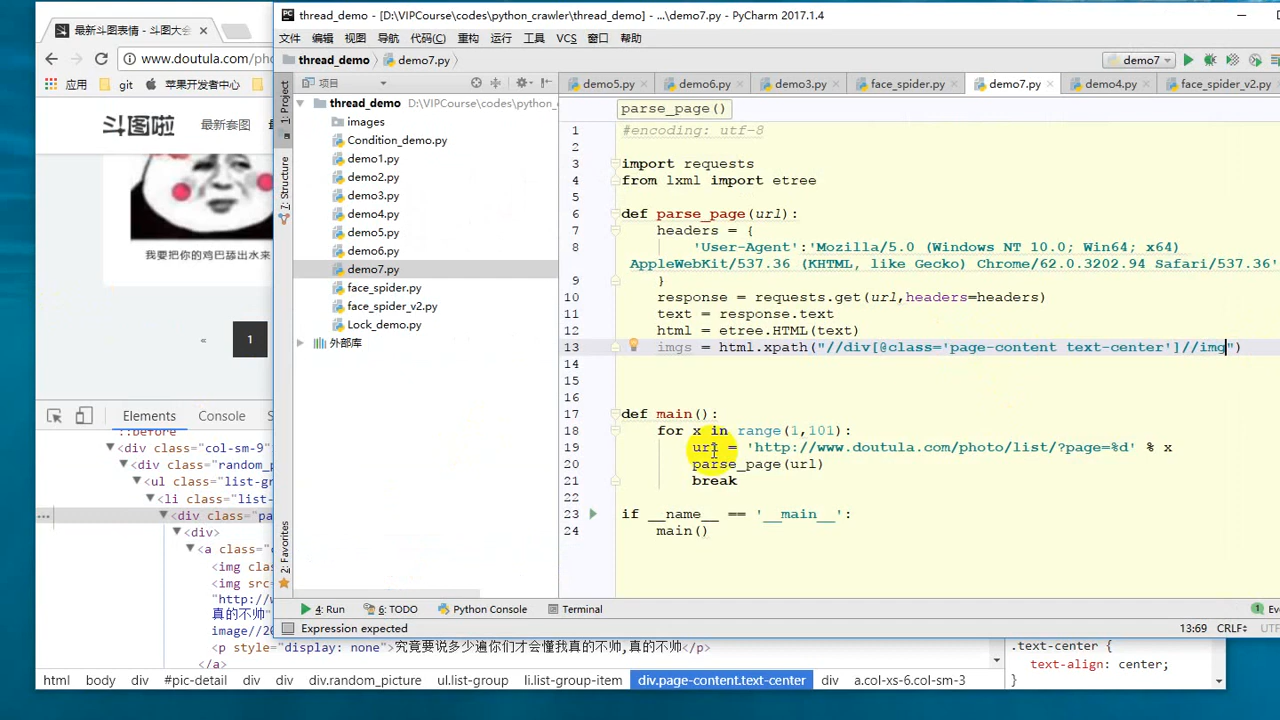 最新斗图表情 - 斗图大会
www.doutula.com/pho
应用
git
苹果开发者中心
斗图啦
最新套图
我要把你的鸡巴舔出水来
«
1
Elements
Console
::before
<div class="col-sm-9"
<div class="random_p
<ul class="list-grou
<li class="list-
<div class="pa
<div>
<a class="co
<img class
<img src=
"http://w
真的不帅"
image//20
<p style="display: none">究竟要说多少遍你们才会懂我真的不帅,真的不帅</p>
</a>
html body div #pic-detail div div div.random_picture ul.list-group li.list-group-item div.page-content.text-center div a.col-xs-6.col-sm-3
.text-center {
text-align: center;
}
thread_demo - [D:\VIPCourse\codes\python_crawler\thread_demo] - ...\demo7.py - PyCharm 2017.1.4
文件 编辑 视图 导航 代码(C) 重构 运行 工具 VCS 窗口 帮助
thread_demo
demo7.py
demo7
1: Project
7: Structure
2: Favorites
项目
thread_demo D:\VIPCourse\codes\python_c
images
Condition_demo.py
demo1.py
demo2.py
demo3.py
demo4.py
demo5.py
demo6.py
demo7.py
face_spider.py
face_spider_v2.py
Lock_demo.py
外部库
demo5.py demo6.py demo3.py face_spider.py demo7.py demo4.py face_spider_v2.py
parse_page()
1 #encoding: utf-8
2
3 import requests
4 from lxml import etree
5
6 def parse_page(url):
7 headers = {
8 'User-Agent':'Mozilla/5.0 (Windows NT 10.0; Win64; x64)
AppleWebKit/537.36 (KHTML, like Gecko) Chrome/62.0.3202.94 Safari/537.36'
9 }
10 response = requests.get(url,headers=headers)
11 text = response.text
12 html = etree.HTML(text)
13 imgs = html.xpath("//div[@class='page-content text-center']//img")
14
15
16
17 def main():
18 for x in range(1,101):
19 url = 'http://www.doutula.com/photo/list/?page=%d' % x
20 parse_page(url)
21 break
22
23 if __name__ == '__main__':
24 main()
4: Run
6: TODO
Python Console
Terminal
1 Eve
Expression expected
13:69 CRLF÷ UTF